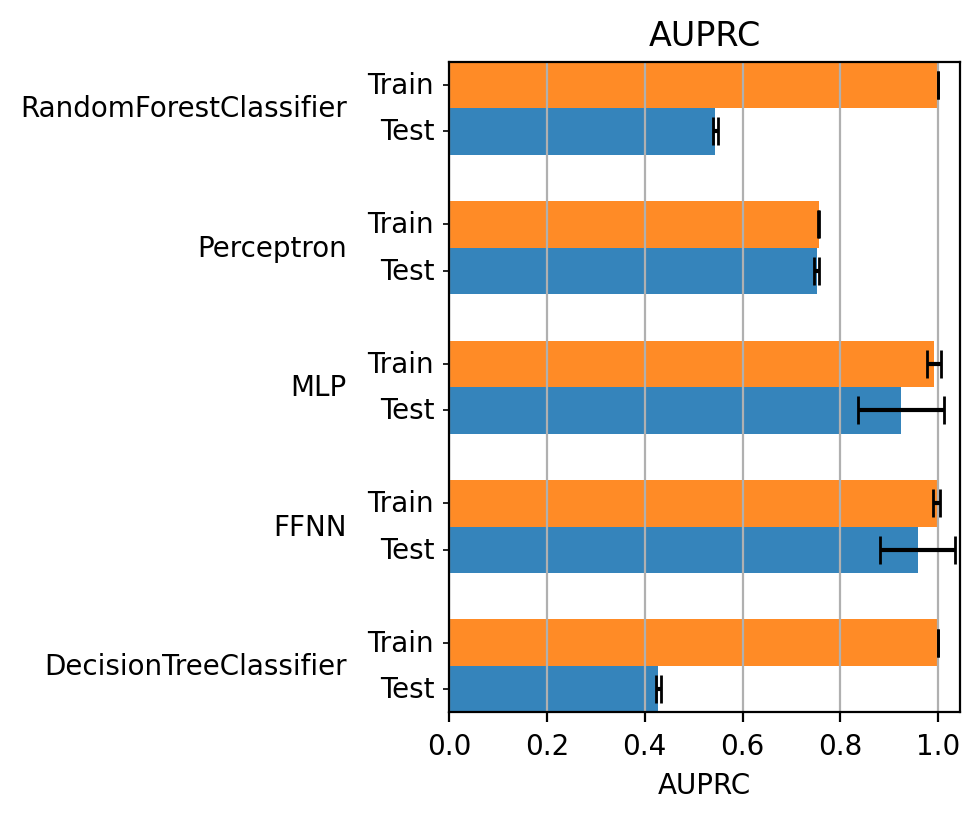 AUPRC
RandomForestClassifier
Train
Test
Perceptron
Train
Test
MLP
Train
Test
FFNN
Train
Test
DecisionTreeClassifier
Train
Test
0.0 0.2 0.4 0.6 0.8 1.0
AUPRC